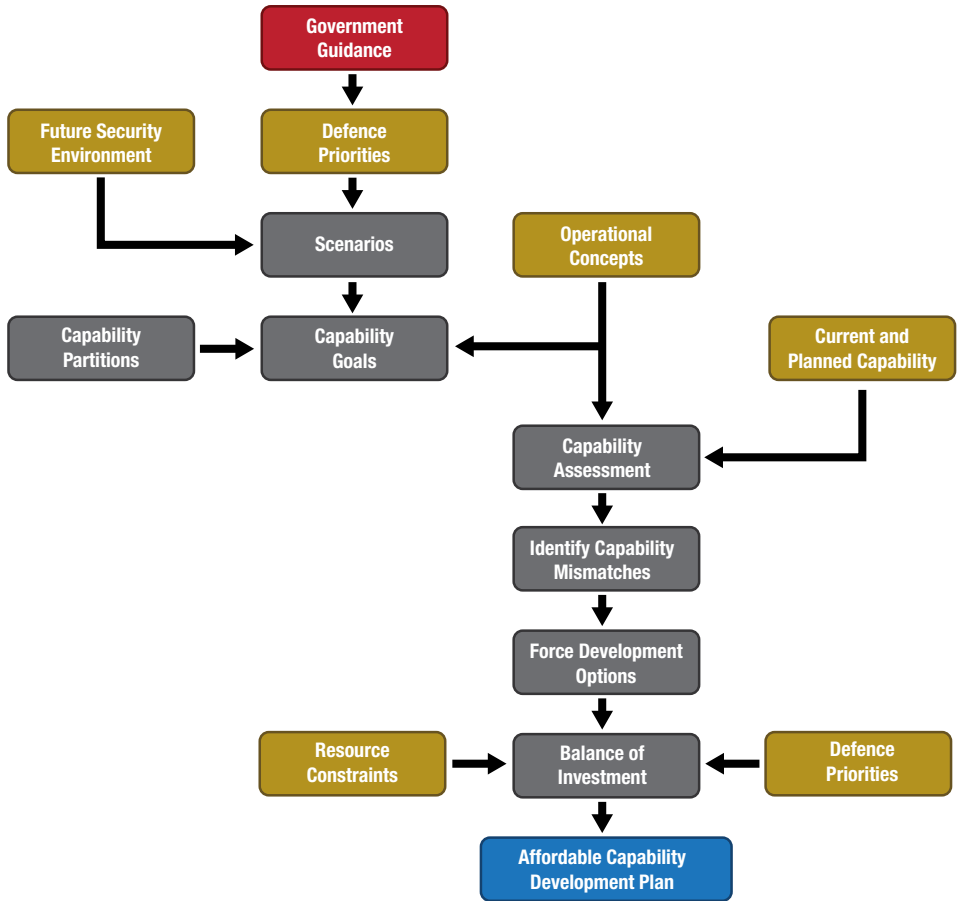 Government
Guidance
Future Security
Environment
Defence
Priorities
Scenarios
Operational
Concepts
Capability
Partitions
Capability
Goals
Current and
Planned Capability
Capability
Assessment
Identify Capability
Mismatches
Force Development
Options
Resource
Constraints
Balance of
Investment
Defence
Priorities
Affordable Capability
Development Plan